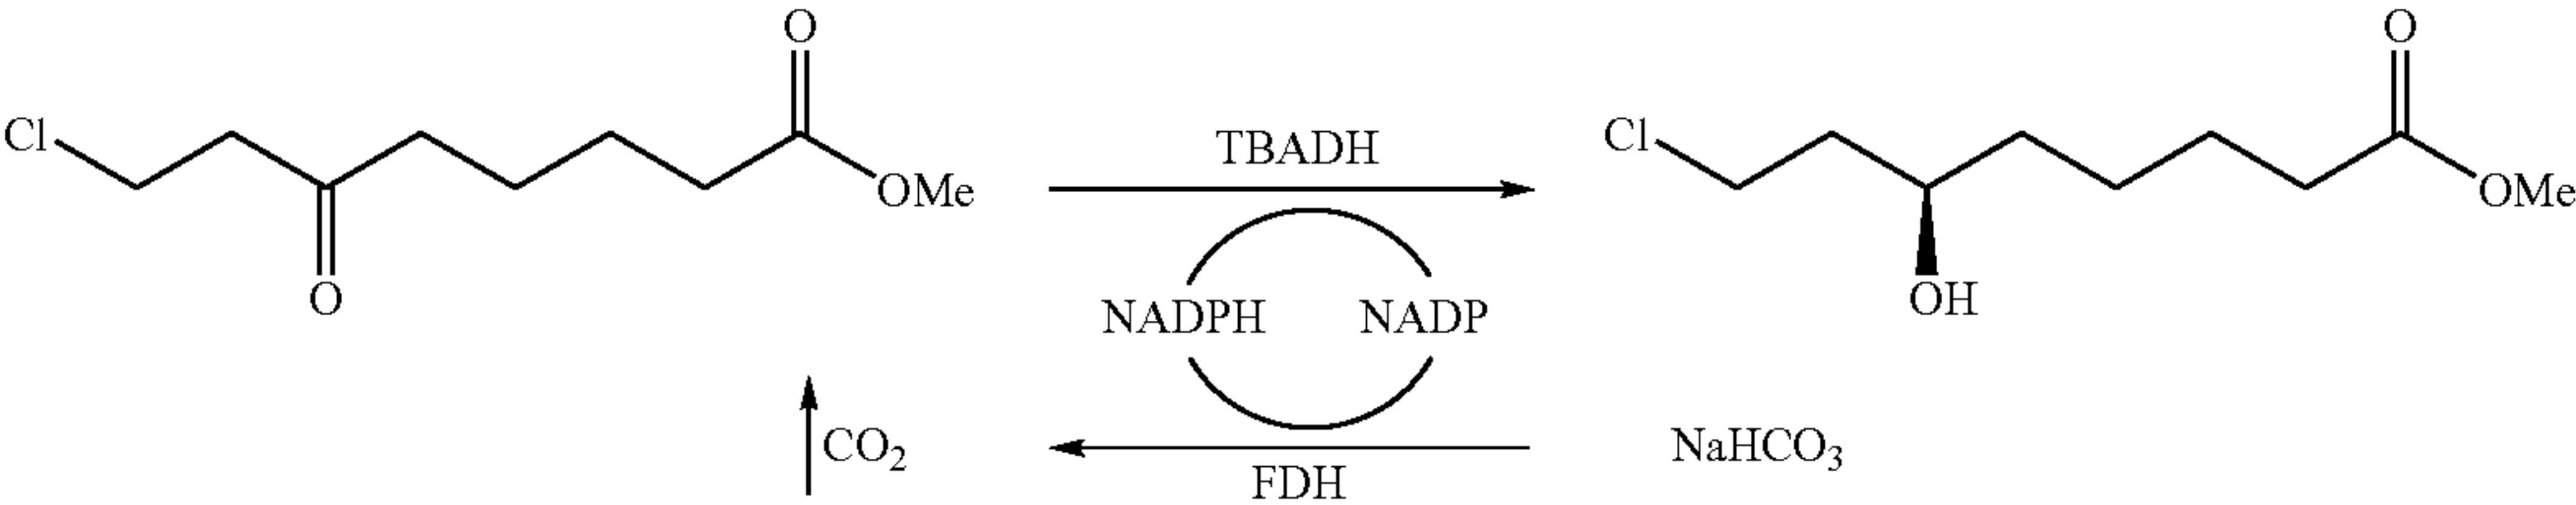 O
Cl
OMe
O
TBADH
NADPH NADP
CO2
FDH
NaHCO3
O
Cl
OMe
OH